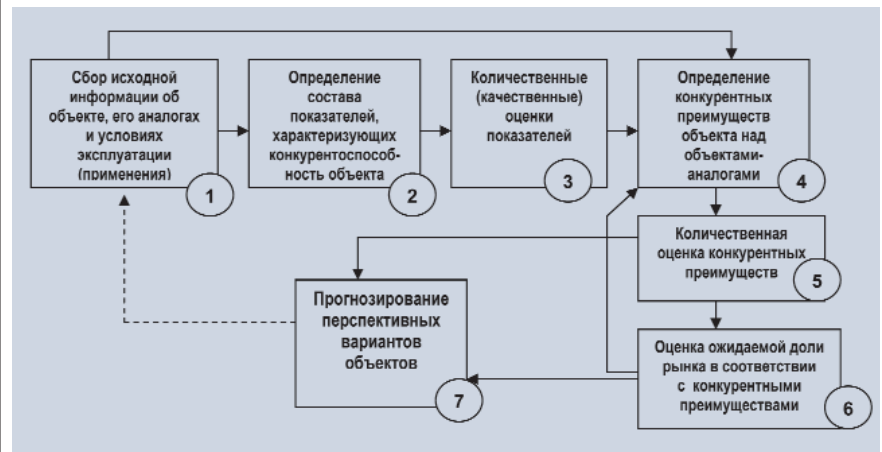 Сбор исходной
информации об
объекте, его аналогах
и условиях
эксплуатации
(применения)
1
Определение
состава
показателей,
характеризующих
конкурентоспособ-
ность объекта
2
Количественные
(качественные)
оценки
показателей
3
Определение
конкурентных
преимуществ
объекта над
объектами-
аналогами
4
Количественная
оценка конкурентных
преимуществ
5
Оценка ожидаемой доли
рынка в соответствии
с конкурентными
преимуществами
6
Прогнозирование
перспективных
вариантов
объектов
7